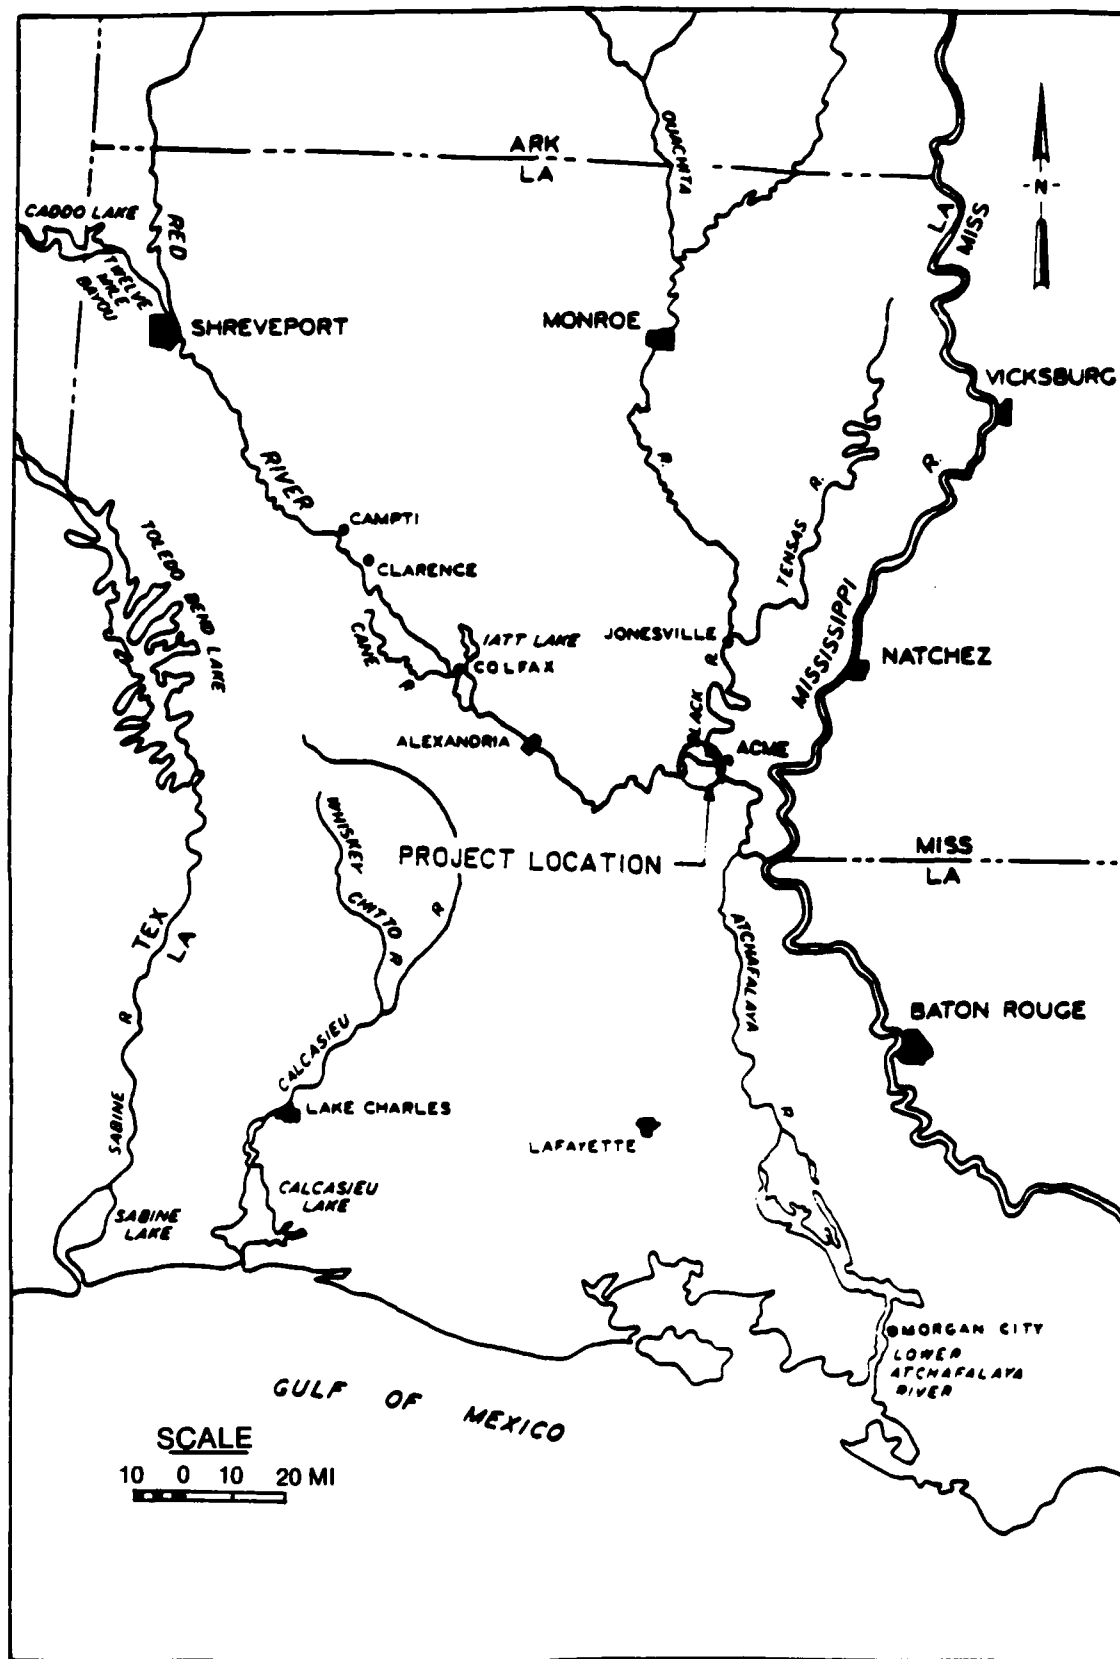 ARK
LA
OUACHITA
-N-
CADDO LAKE
RED
LA
MISS
TWELVE
MILE
BAYOU
SHREVEPORT
MONROE
VICKSBURG
R.
R.
RIVER
R.
CAMPTI
TOLEDO BEND LAKE
CLARENCE
TENSAS
CANE
R
IATT LAKE
JONESVILLE
MISSISSIPPI
COLFAX
R.
NATCHEZ
BLACK
ALEXANDRIA
ACME
WHISKEY
CHITTO
R
PROJECT LOCATION
MISS
LA
R
TEX
LA
ATCHAFALAYA
R
BATON ROUGE
CALCASIEU
R
SABINE
LAKE CHARLES
LAFAYETTE
CALCASIEU
LAKE
SABINE
LAKE
MORGAN CITY
LOWER
ATCHAFALAYA
RIVER
GULF OF MEXICO
SCALE
10 0 10 20 MI